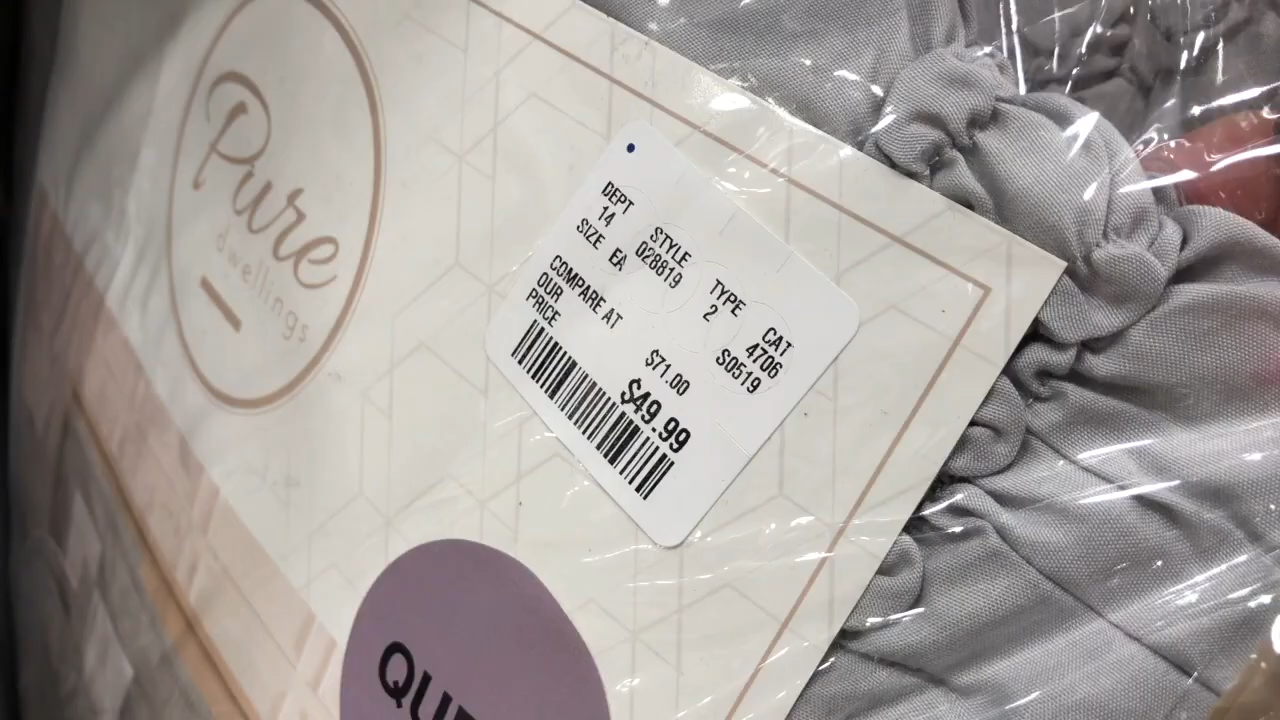 Pure
dwellings
DEPT STYLE TYPE CAT
14 028819 2 4706
SIZE EA S0519
COMPARE AT $71.00
OUR
PRICE $49.99